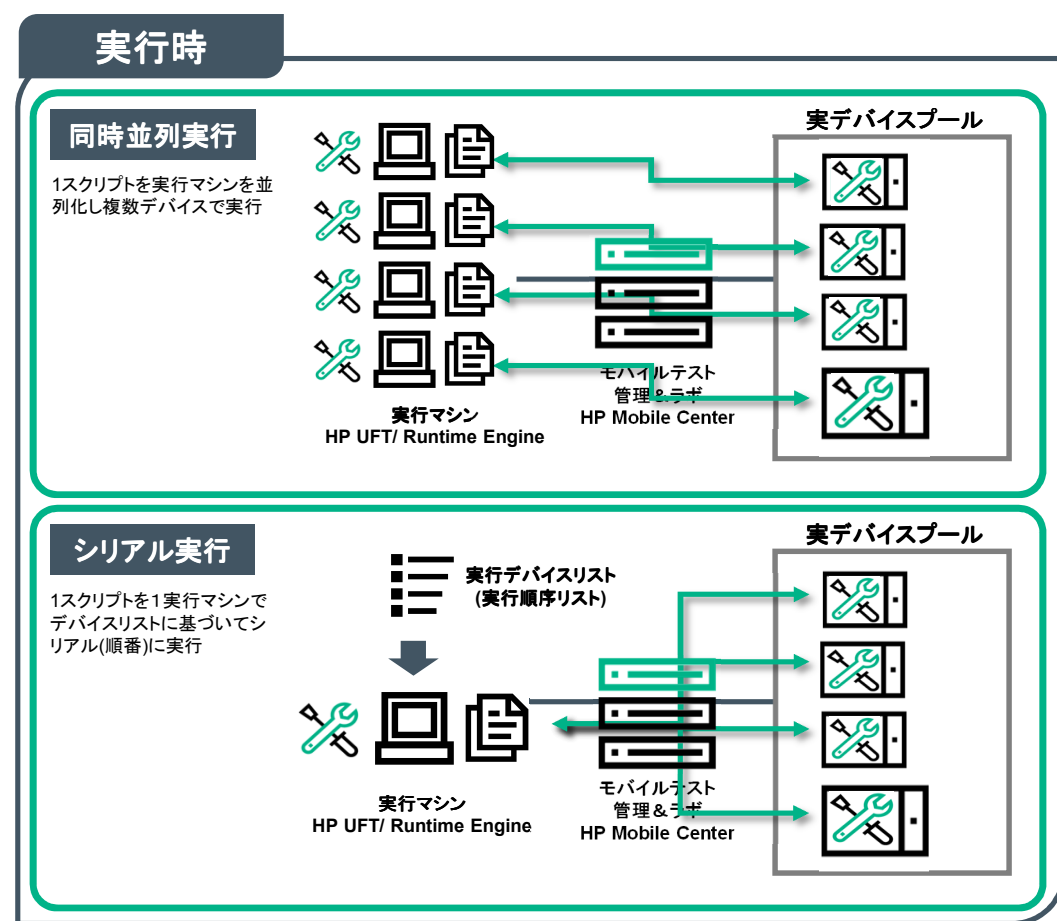 実行時
同時並列実行
1スクリプトを実行マシンを並
列化し複数デバイスで実行
実デバイスプール
モバイルテスト
管理&ラボ
HP Mobile Center
実行マシン
HP UFT/ Runtime Engine
シリアル実行
1スクリプトを1実行マシンで
デバイスリストに基づいてシ
リアル(順番)に実行
実行デバイスリスト
(実行順序リスト)
実デバイスプール
モバイルテスト
管理&ラボ
HP Mobile Center
実行マシン
HP UFT/ Runtime Engine